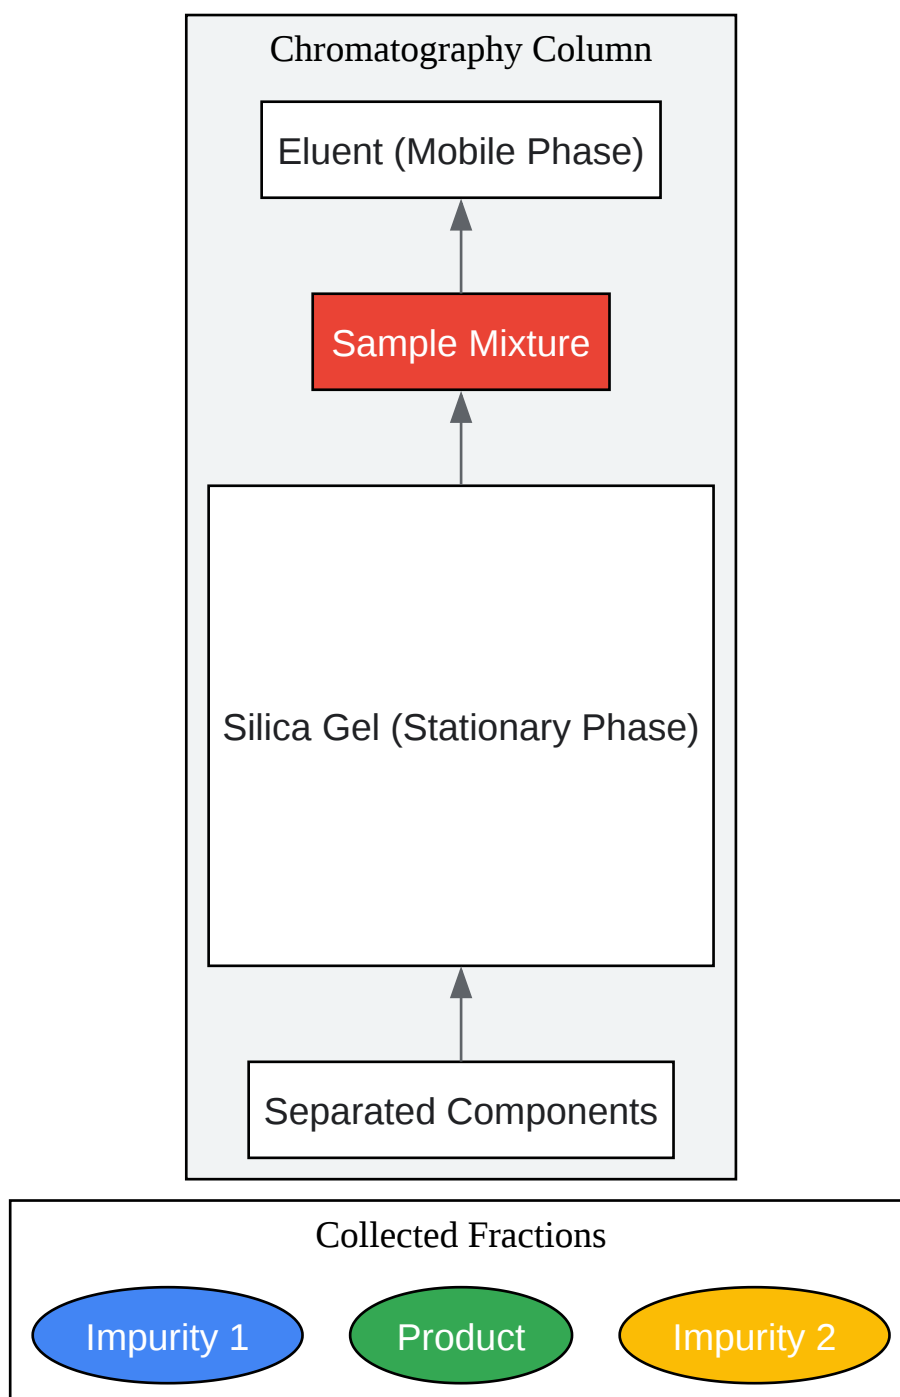 Chromatography Column
Eluent (Mobile Phase)
Sample Mixture
Silica Gel (Stationary Phase)
Separated Components
Collected Fractions
Impurity 1
Product
Impurity 2